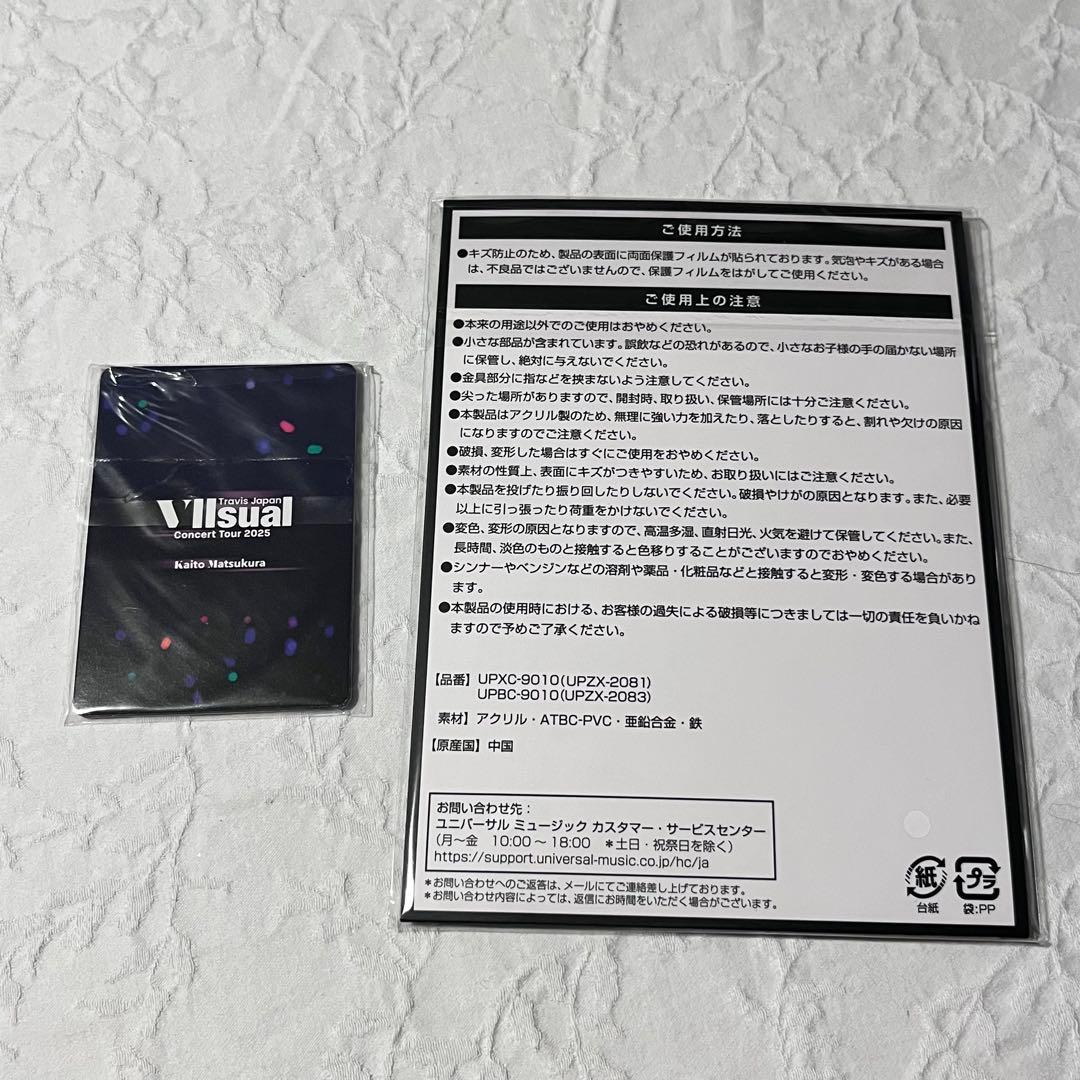 Travis Japan
VIIsual
Concert Tour 2025
Kaito Matsukura
ご使用方法
●キズ防止のため、製品の表面に両面保護フィルムが貼られております。気泡やキズがある場合
は、不良品ではございませんので、保護フィルムをはがしてご使用ください。
ご使用上の注意
●本来の用途以外でのご使用はおやめください。
●小さな部品が含まれています。誤飲などの恐れがあるので、小さなお子様の手の届かない場所
に保管し、絶対に与えないでください。
●金具部分に指などを挟まないよう注意してください。
●尖った場所がありますので、開封時、取り扱い、保管場所には十分ご注意ください。
●本製品はアクリル製のため、無理に強い力を加えたり、落としたりすると、割れや欠けの原因
になりますのでご注意ください。
●破損、変形した場合はすぐにご使用をおやめください。
●素材の性質上、表面にキズがつきやすいため、お取り扱いにはご注意ください。
●本製品を投げたり振り回したりしないでください。破損やけがの原因となります。また、必要
以上に引っ張ったり荷重をかけないでください。
●変色、変形の原因となりますので、高温多湿、直射日光、火気を避けて保管してください。また、
長時間、淡色のものと接触すると色移りすることがございますのでおやめください。
●シンナーやベンジンなどの溶剤や薬品・化粧品などと接触すると変形・変色する場合があり
ます。
●本製品の使用時における、お客様の過失による破損等につきましては一切の責任を負いかね
ますので予めご了承ください。
【品番】 UPXC-9010(UPZX-2081)
UPBC-9010(UPZX-2083)
素材】アクリル・ATBC-PVC・亜鉛合金・鉄
【原産国】中国
お問い合わせ先：
ユニバーサル ミュージック カスタマー・サービスセンター
(月〜金 10:00〜18:00 *土日・祝祭日を除く)
https://support.universal-music.co.jp/hc/ja
*お問い合わせへのご返答は、メールにてご連絡差し上げております。
*お問い合わせ内容によっては、返信にお時間をいただく場合がございます。
紙
台紙
プラ
袋:PP